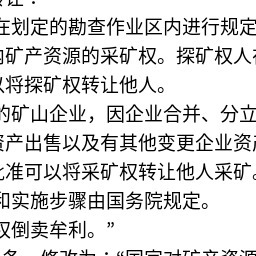 在划定的勘查作业区内进行规定
内矿产资源的采矿权。探矿权人
以将探矿权转让他人。
的矿山企业，因企业合并、分立
资产出售以及有其他变更企业资
比准可以将采矿权转让他人采矿。
和实施步骤由国务院规定。
权倒卖牟利。”
条，修改为：“国家对矿产资源